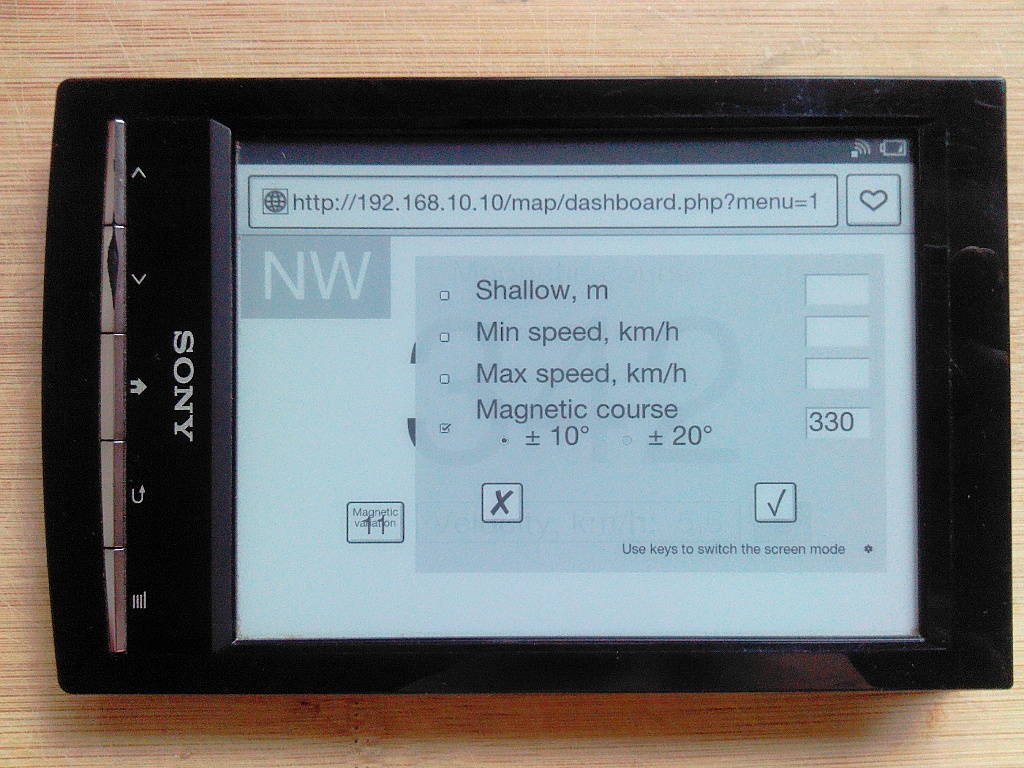 SONY
http://192.168.10.10/map/dashboard.php?menu=1
NW
Shallow, m
Min speed, km/h
Max speed, km/h
Magnetic course
330
± 10° ± 20°
Magnetic
variation
11
✗ √
Use keys to switch the screen mode